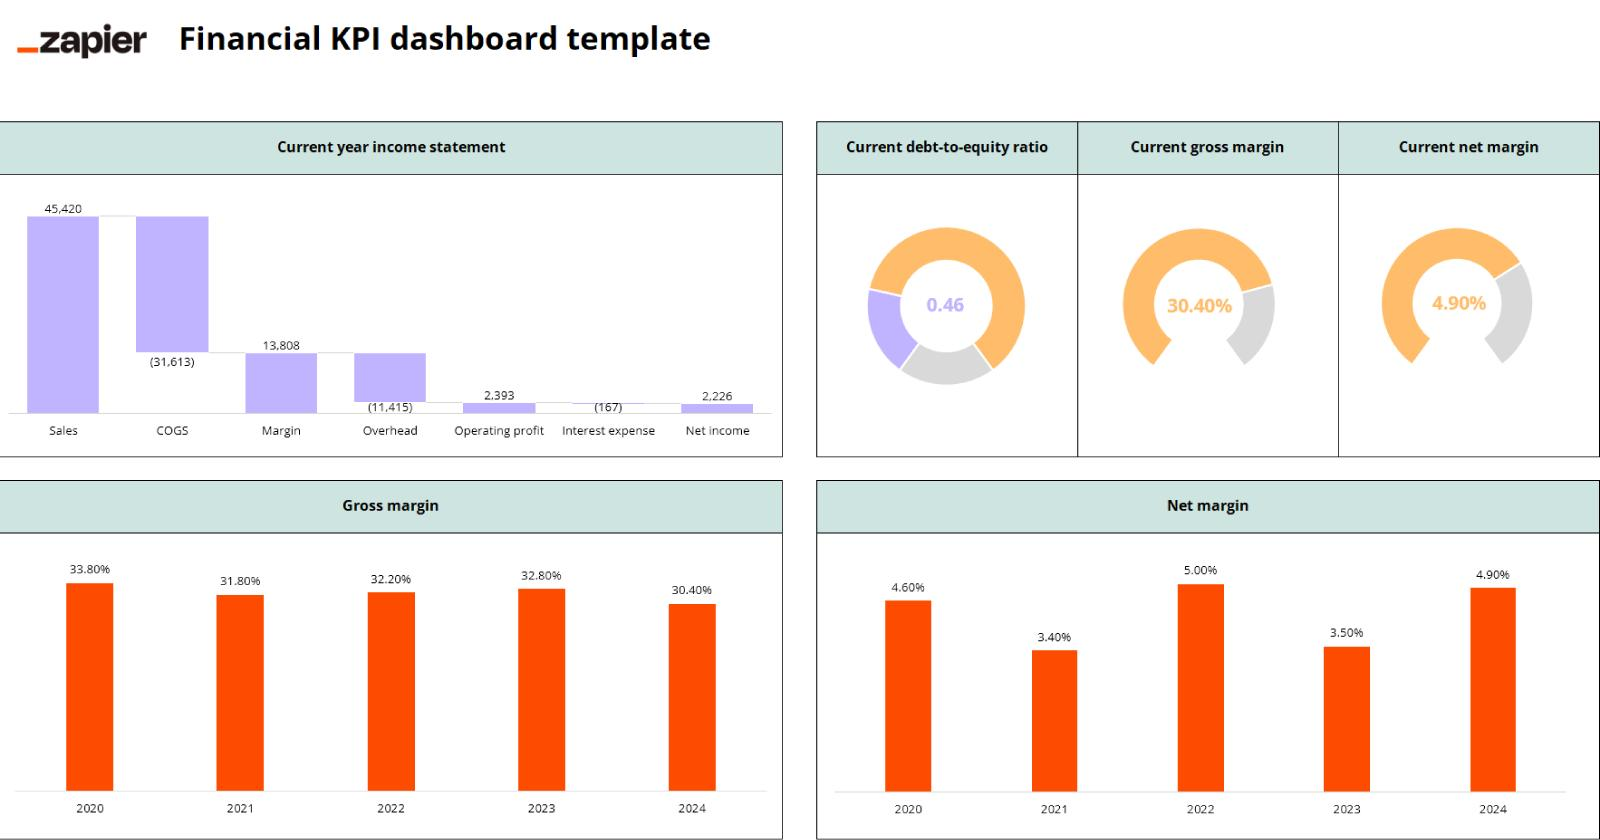 zapier
Financial KPI dashboard template
Current year income statement
45,420
(31,613)
13,808
(11,415)
2,393
(167)
2,226
Sales COGS Margin Overhead Operating profit Interest expense Net income
Current debt-to-equity ratio
0.46
Current gross margin
30.40%
Current net margin
4.90%
Gross margin
33.80%
31.80%
32.20%
32.80%
30.40%
2020 2021 2022 2023 2024
Net margin
4.60%
3.40%
5.00%
3.50%
4.90%
2020 2021 2022 2023 2024